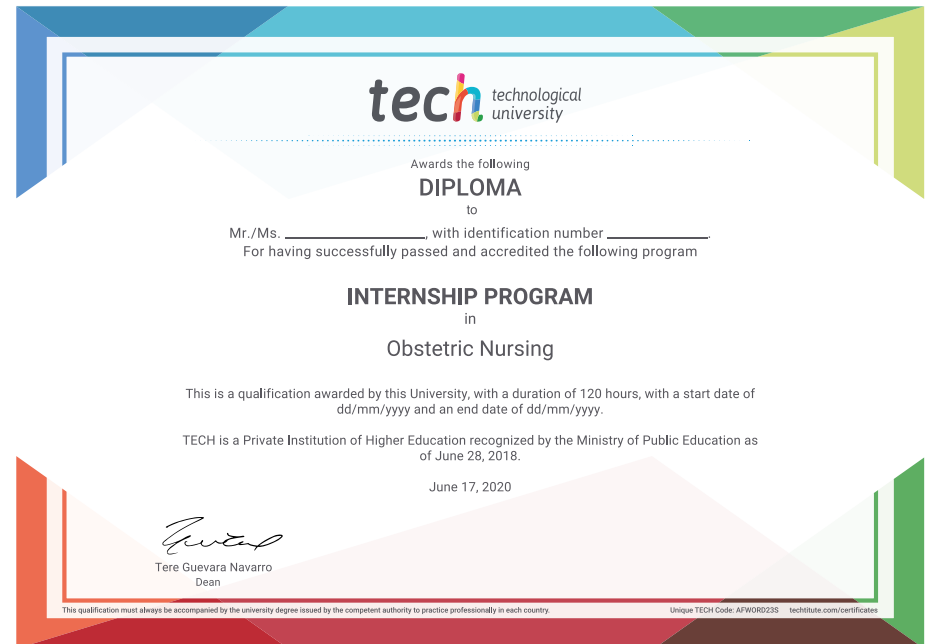 tech technological
university
Awards the following
DIPLOMA
to
Mr./Ms. ____________________, with identification number ______________.
For having successfully passed and accredited the following program
INTERNSHIP PROGRAM
in
Obstetric Nursing
This is a qualification awarded by this University, with a duration of 120 hours, with a start date of
dd/mm/yyyy and an end date of dd/mm/yyyy.
TECH is a Private Institution of Higher Education recognized by the Ministry of Public Education as
of June 28, 2018.
June 17, 2020
Tere Guevara Navarro
Dean
This qualification must always be accompanied by the university degree issued by the competent authority to practice professionally in each country.
Unique TECH Code: AFWORD23S techtitute.com/certificates